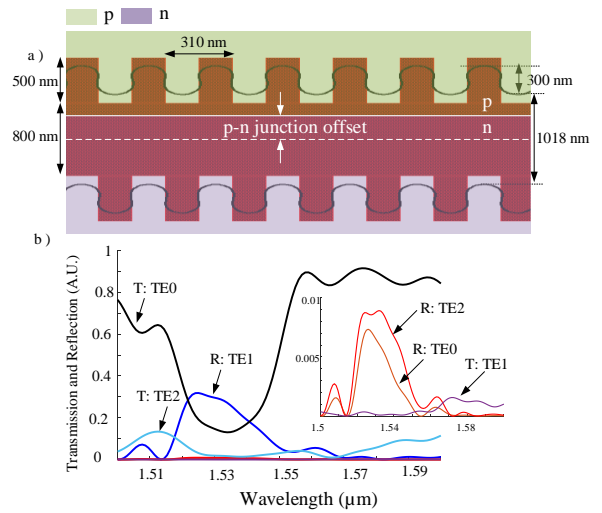 p n
a )
310 nm
500 nm
300 nm
p
p-n junction offset
n
800 nm
1018 nm
b )
Transmission and Reflection (A.U.)
1
0.8
0.6
0.4
0.2
0
T: TE0
R: TE1
T: TE2
0.01
0.005
R: TE2
R: TE0
T: TE1
1.5 1.54 1.58
1.51 1.53 1.55 1.57 1.59
Wavelength (µm)